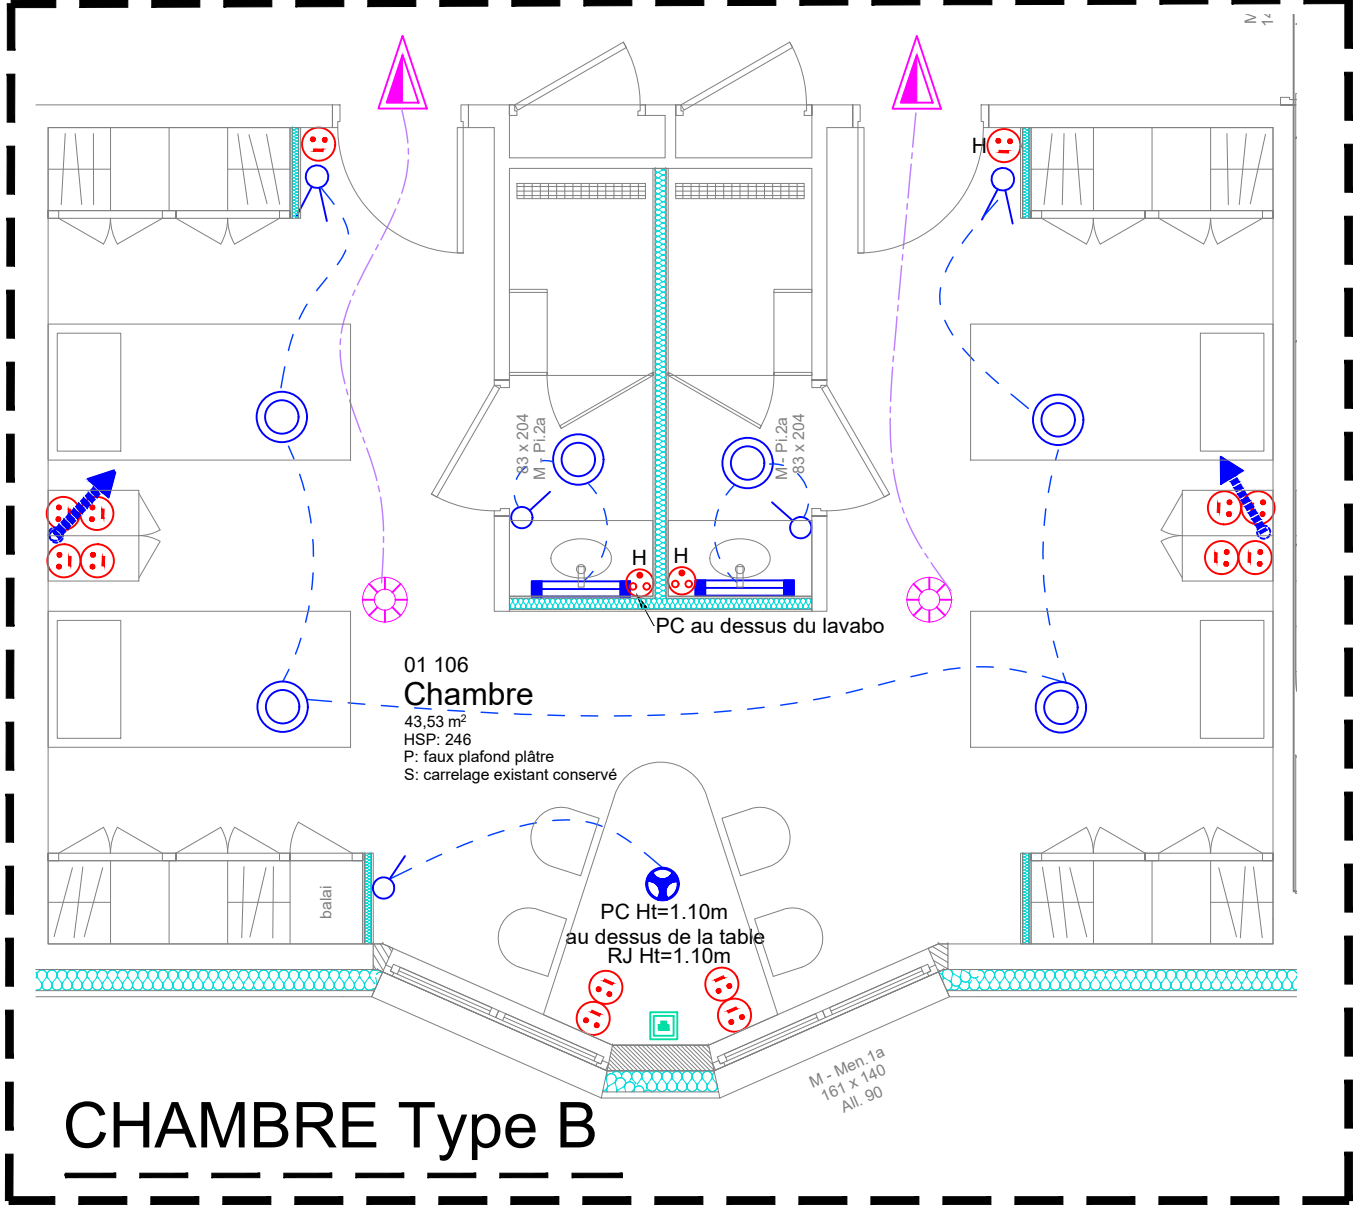 M
14
H
83 x 204
M - Pi.2a
M - Pi.2a
83 x 204
H
H
PC au dessus du lavabo
01 106
Chambre
43,53 m²
HSP: 246
P: faux plafond plâtre
S: carrelage existant conservé
balai
PC Ht=1.10m
au dessus de la table
RJ Ht=1.10m
M - Men.1a
161 x 140
All. 90
CHAMBRE Type B